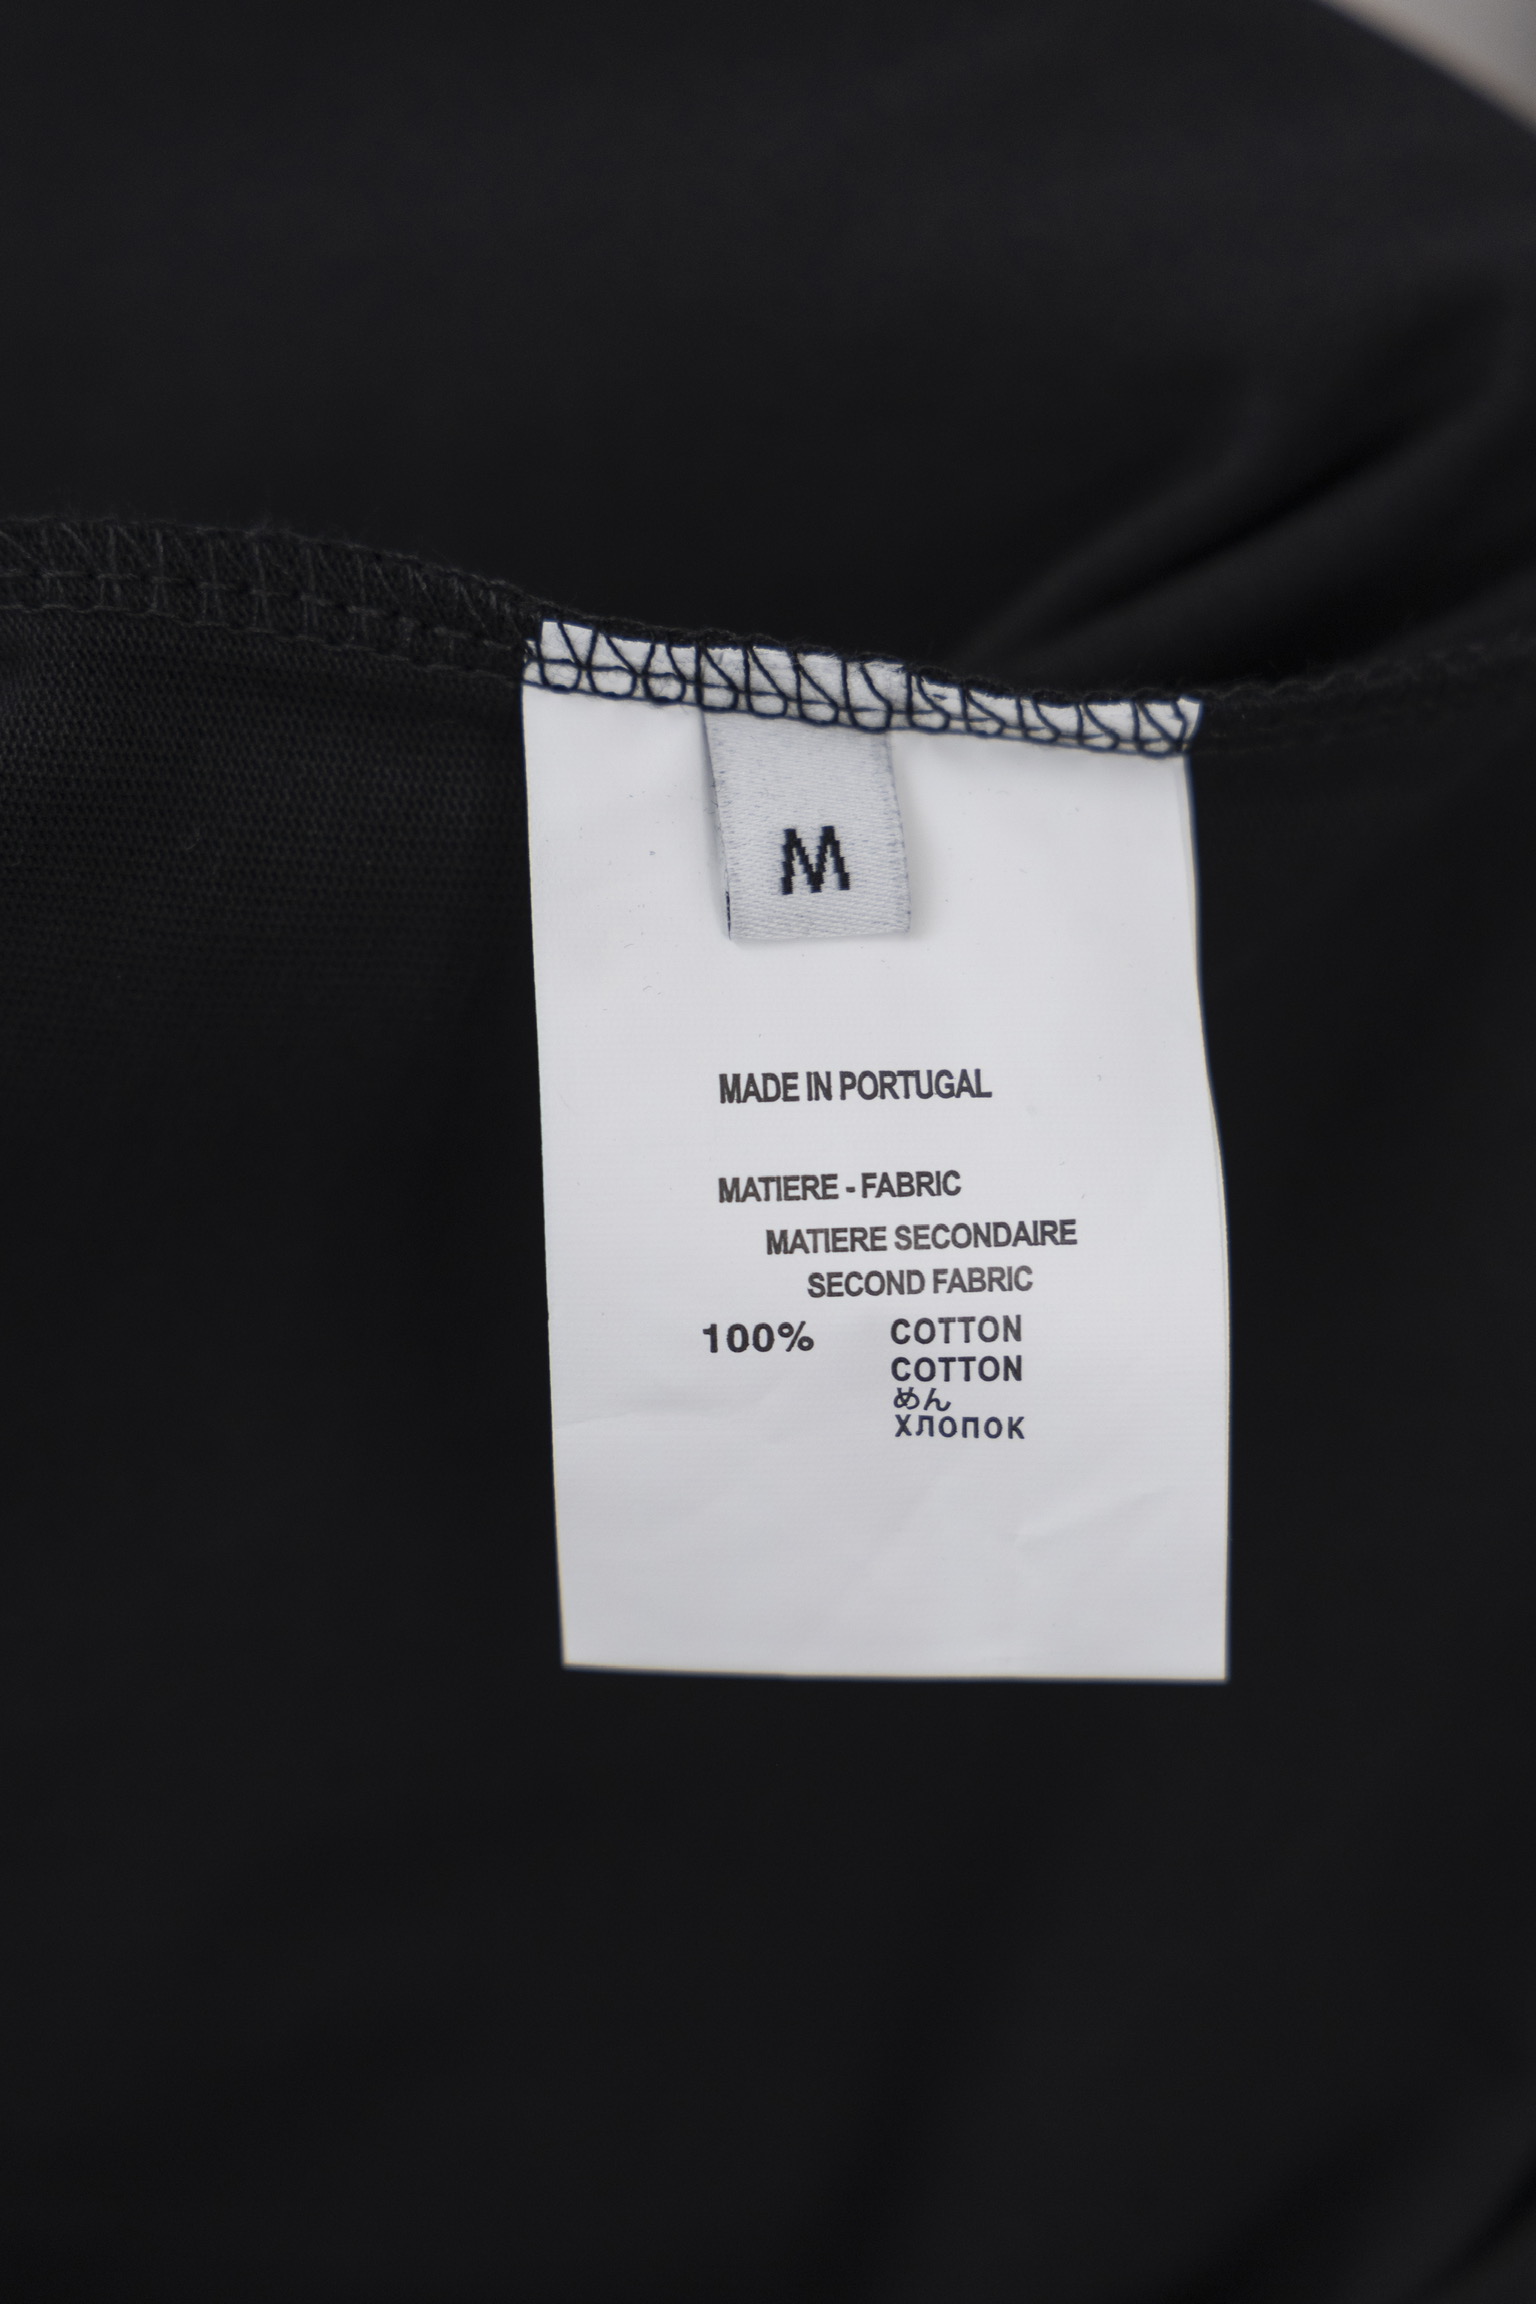 M
MADE IN PORTUGAL
MATIERE - FABRIC
MATIERE SECONDAIRE
SECOND FABRIC
100% COTTON
COTTON
めん
хлопок